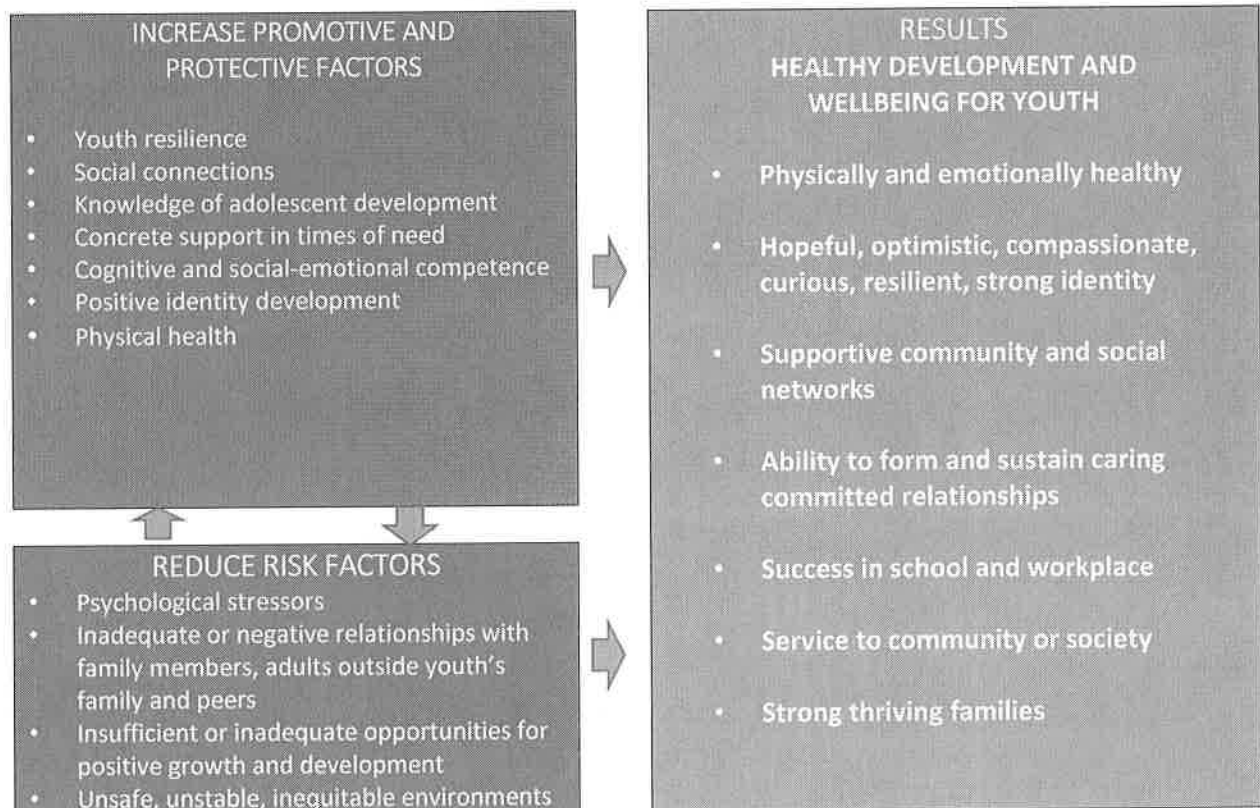 INCREASE PROMOTIVE AND
PROTECTIVE FACTORS
• Youth resilience
• Social connections
• Knowledge of adolescent development
• Concrete support in times of need
• Cognitive and social-emotional competence
• Positive identity development
• Physical health
REDUCE RISK FACTORS
• Psychological stressors
• Inadequate or negative relationships with
family members, adults outside youth's
family and peers
• Insufficient or inadequate opportunities for
positive growth and development
• Unsafe, unstable, inequitable environments
RESULTS
HEALTHY DEVELOPMENT AND
WELLBEING FOR YOUTH
• Physically and emotionally healthy
• Hopeful, optimistic, compassionate,
curious, resilient, strong identity
• Supportive community and social
networks
• Ability to form and sustain caring
committed relationships
• Success in school and workplace
• Service to community or society
• Strong thriving families